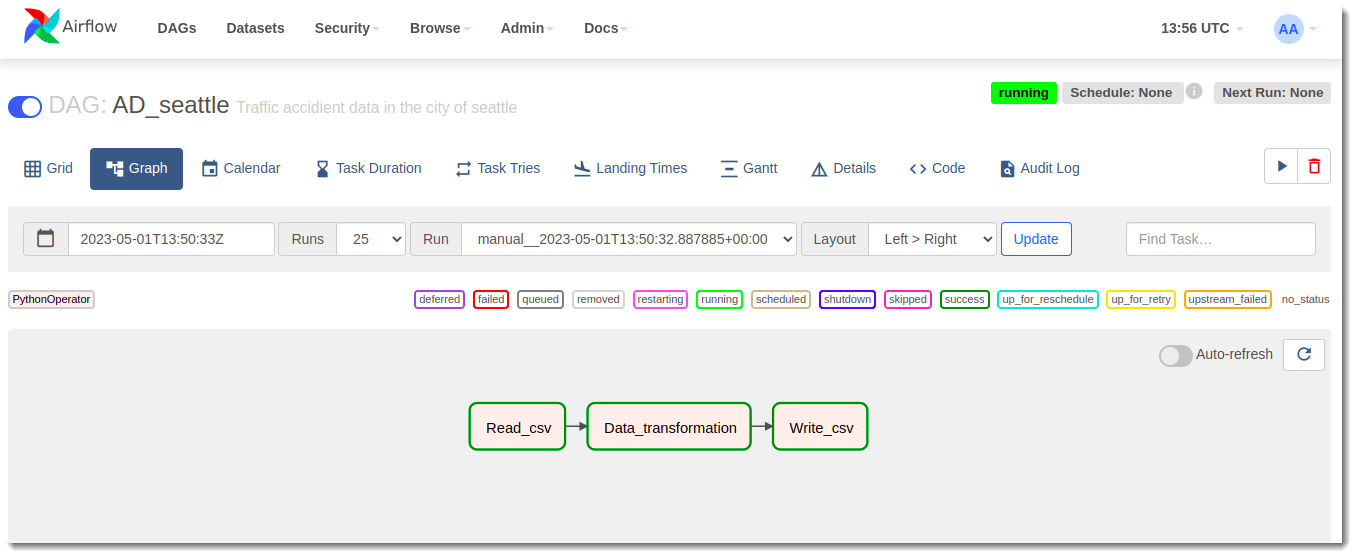 Airflow DAGs Datasets Security Browse Admin Docs 13:56 UTC AA
running Schedule: None i Next Run: None
DAG: AD_seattle Traffic accidient data in the city of seattle
Grid Graph Calendar Task Duration Task Tries Landing Times Gantt Details Code Audit Log
2023-05-01T13:50:33Z Runs 25 Run manual__2023-05-01T13:50:32.887885+00:00 Layout Left > Right Update Find Task…
PythonOperator deferred failed queued removed restarting running scheduled shutdown skipped success up_for_reschedule up_for_retry upstream_failed no_status
Auto-refresh
Read_csv Data_transformation Write_csv